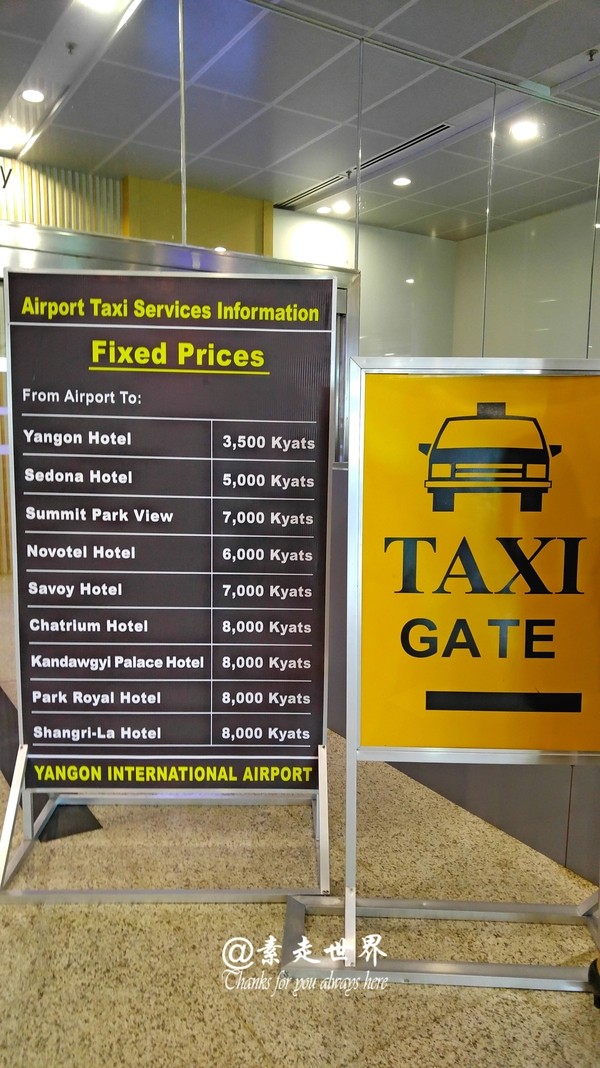 y
Airport Taxi Services Information
Fixed Prices
From Airport To:
Yangon Hotel 3,500 Kyats
Sedona Hotel 5,000 Kyats
Summit Park View 7,000 Kyats
Novotel Hotel 6,000 Kyats
Savoy Hotel 7,000 Kyats
Chatrium Hotel 8,000 Kyats
Kandawgyi Palace Hotel 8,000 Kyats
Park Royal Hotel 8,000 Kyats
Shangri-La Hotel 8,000 Kyats
YANGON INTERNATIONAL AIRPORT
TAXI
GATE
@素走世界
Thanks for you always here